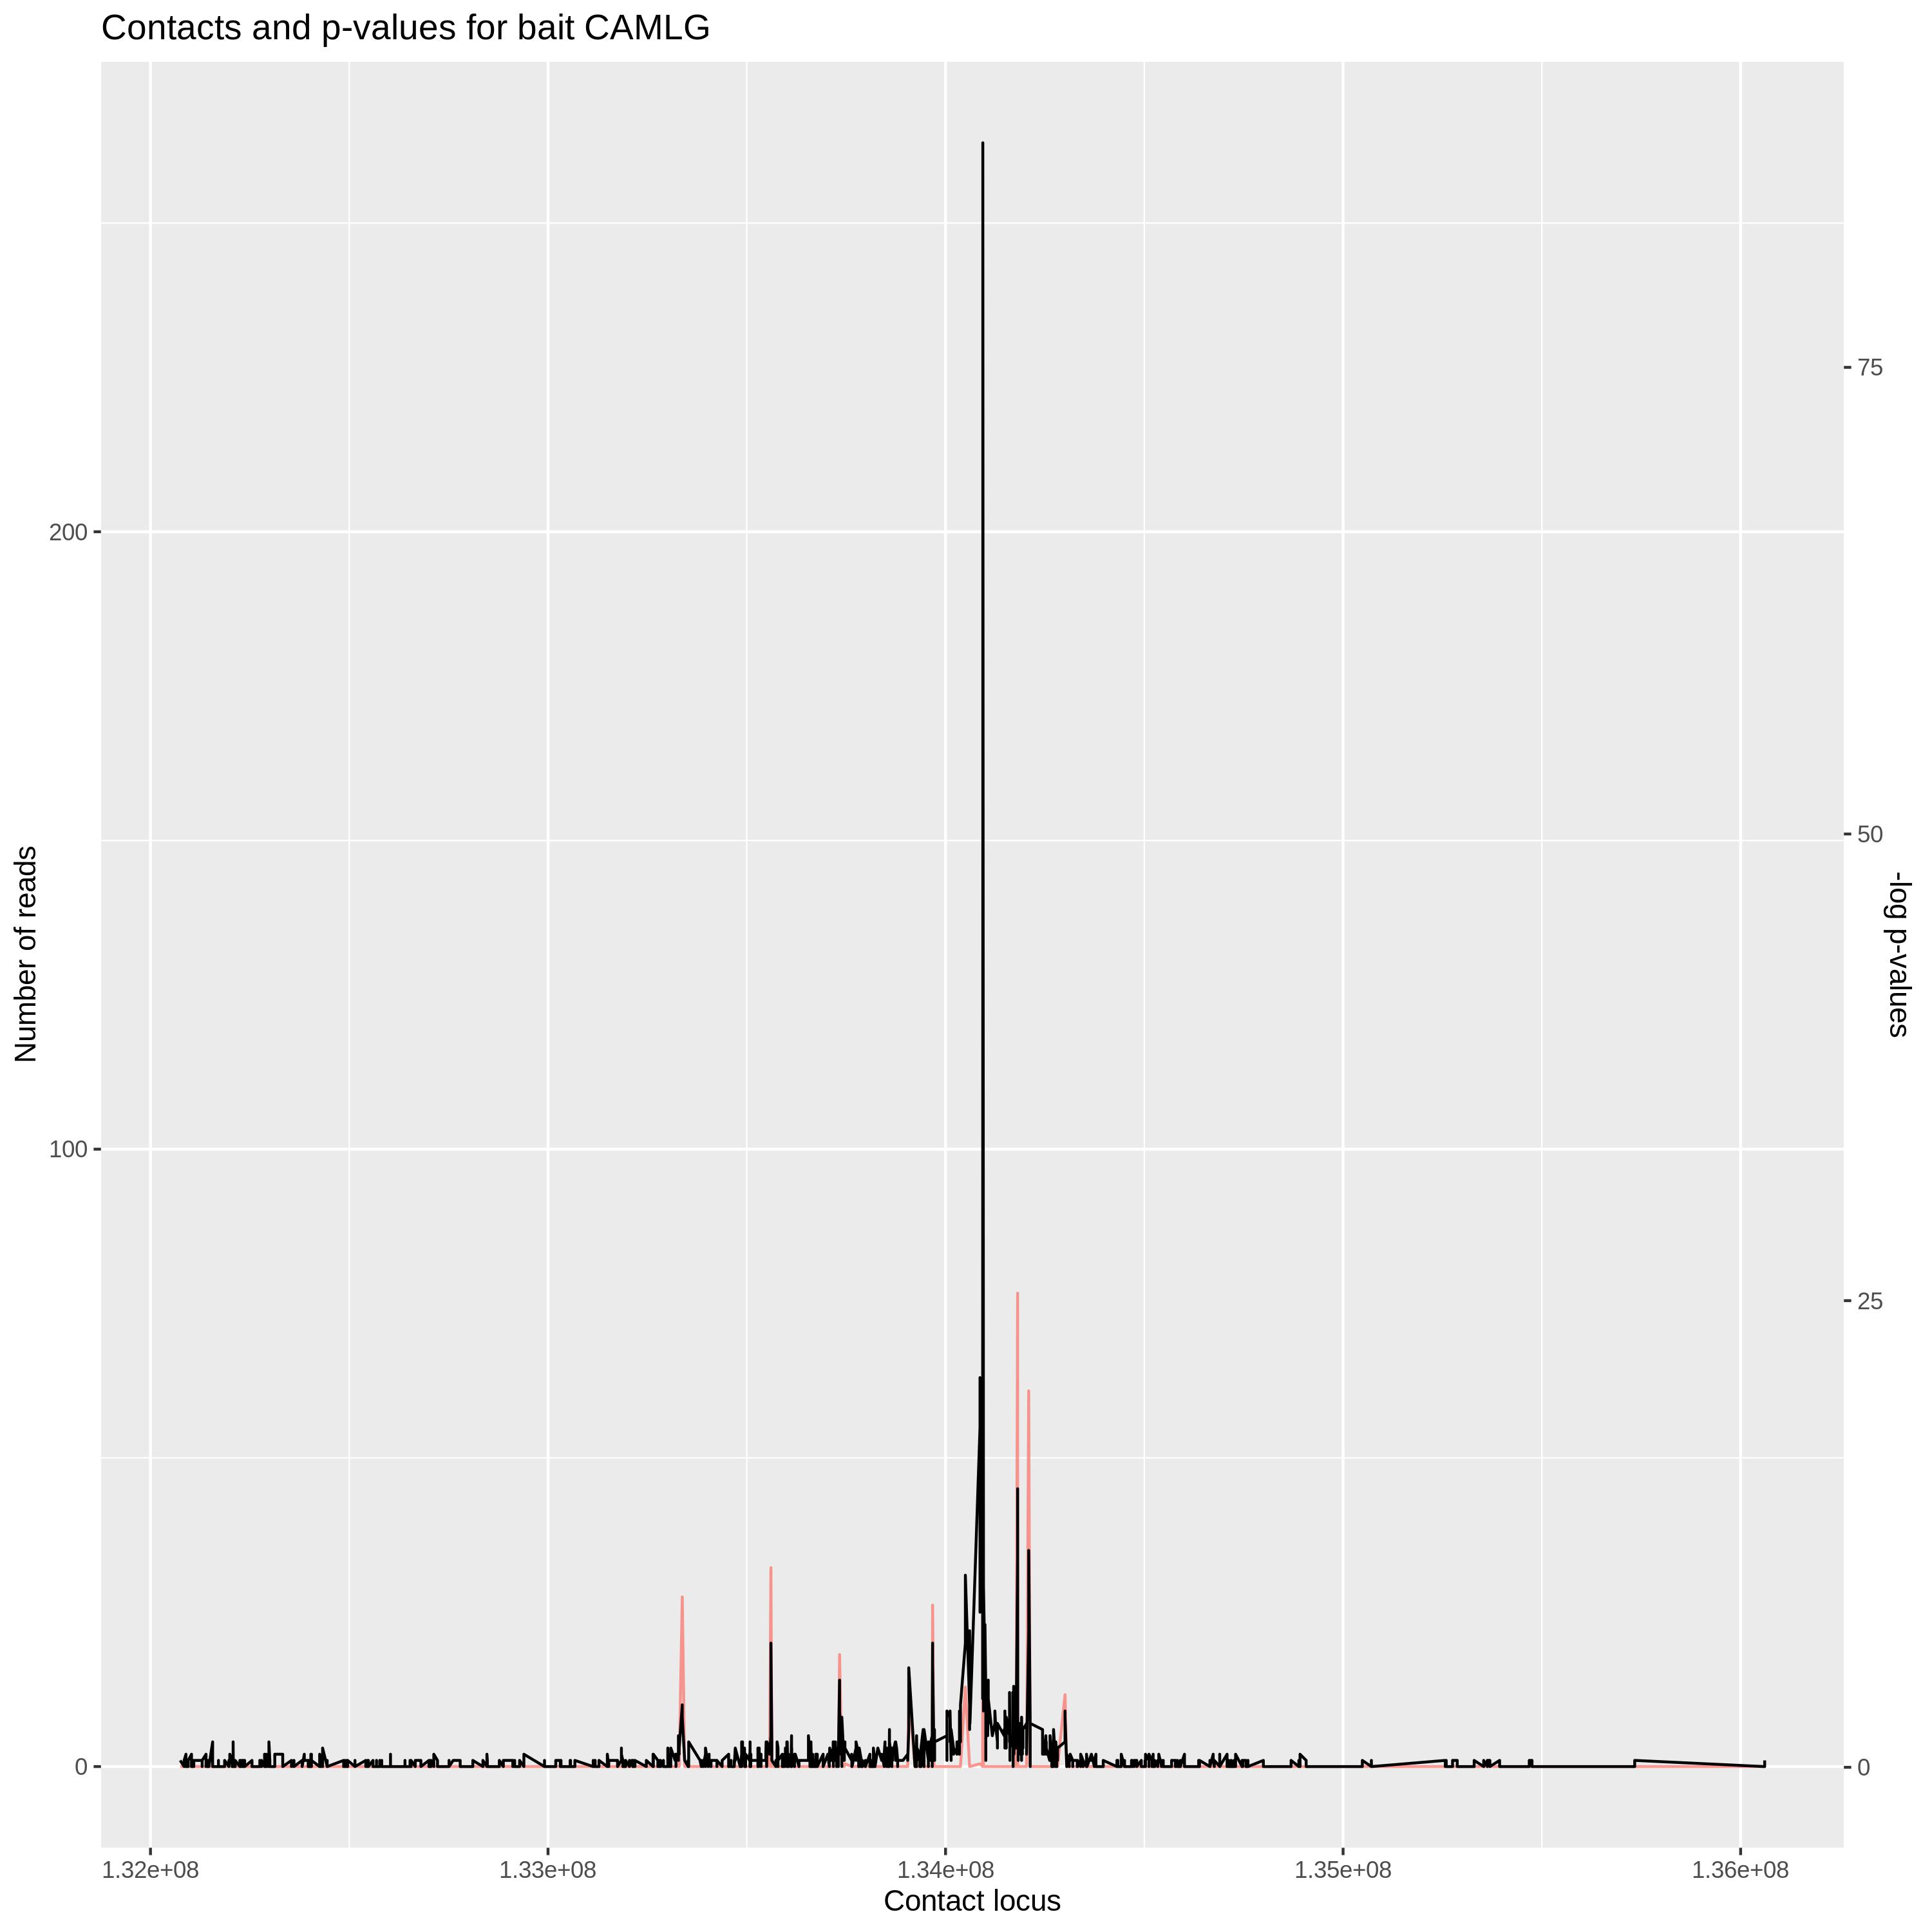 Contacts and p-values for bait CAMLG
Number of reads
200
100
0
75
50
25
0
-log p-values
1.32e+08 1.33e+08 1.34e+08 1.35e+08 1.36e+08
Contact locus